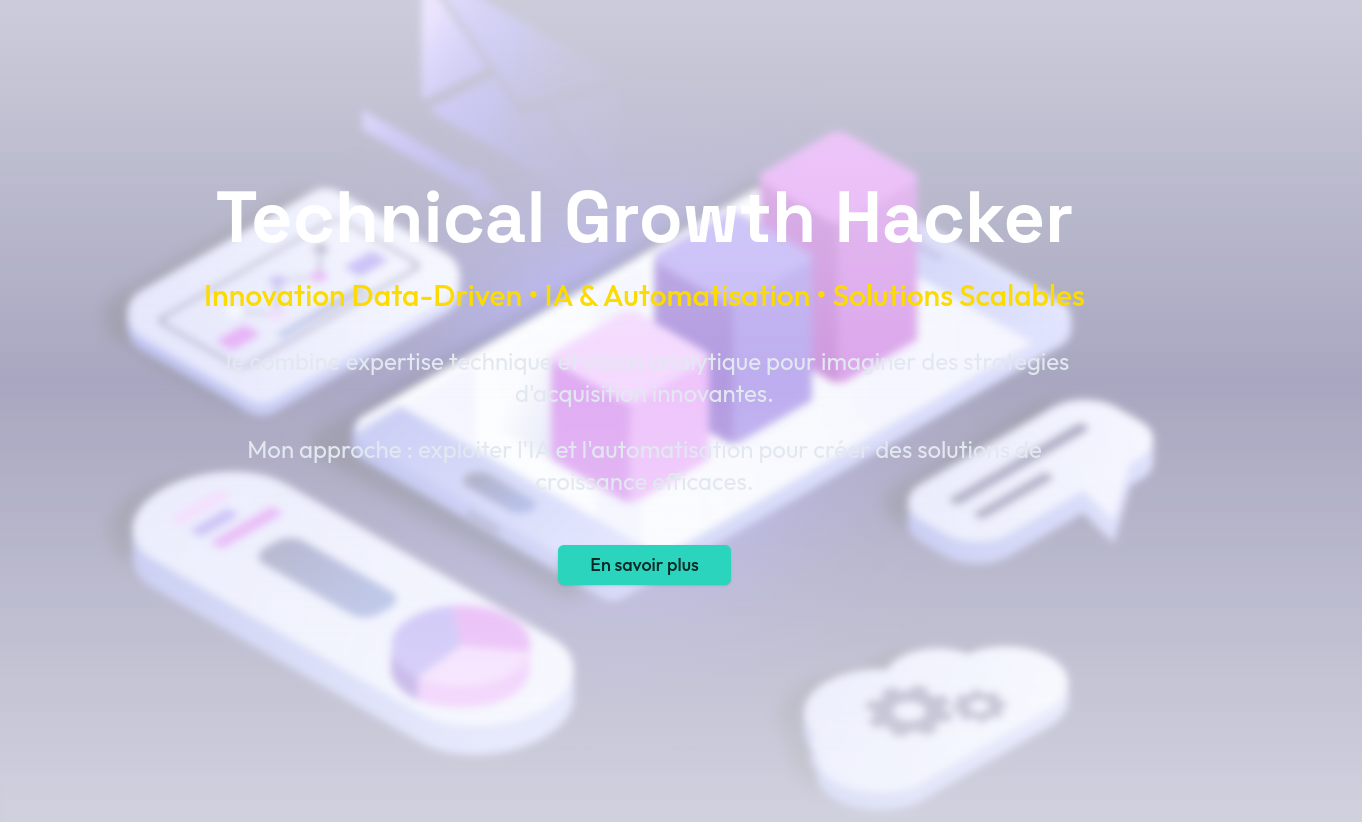 Technical Growth Hacker
Innovation Data-Driven • IA & Automatisation • Solutions Scalables
Je combine expertise technique et vision analytique pour imaginer des stratégies
d'acquisition innovantes.
Mon approche : exploiter l'IA et l'automatisation pour créer des solutions de
croissance efficaces.
En savoir plus